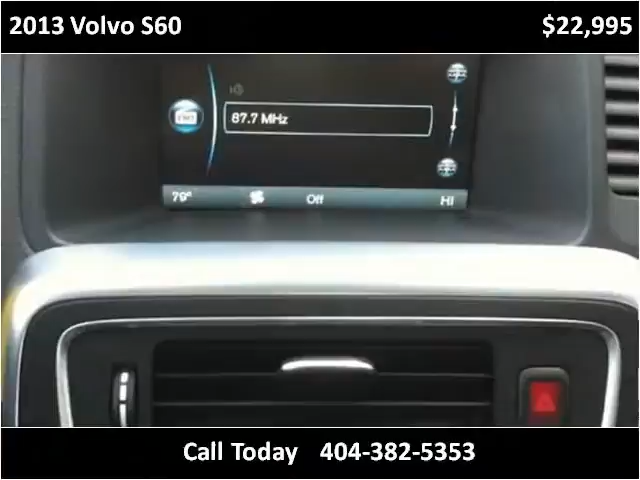 2013 Volvo S60 $22,995
87.7 MHz
79° Off HI
Call Today 404-382-5353